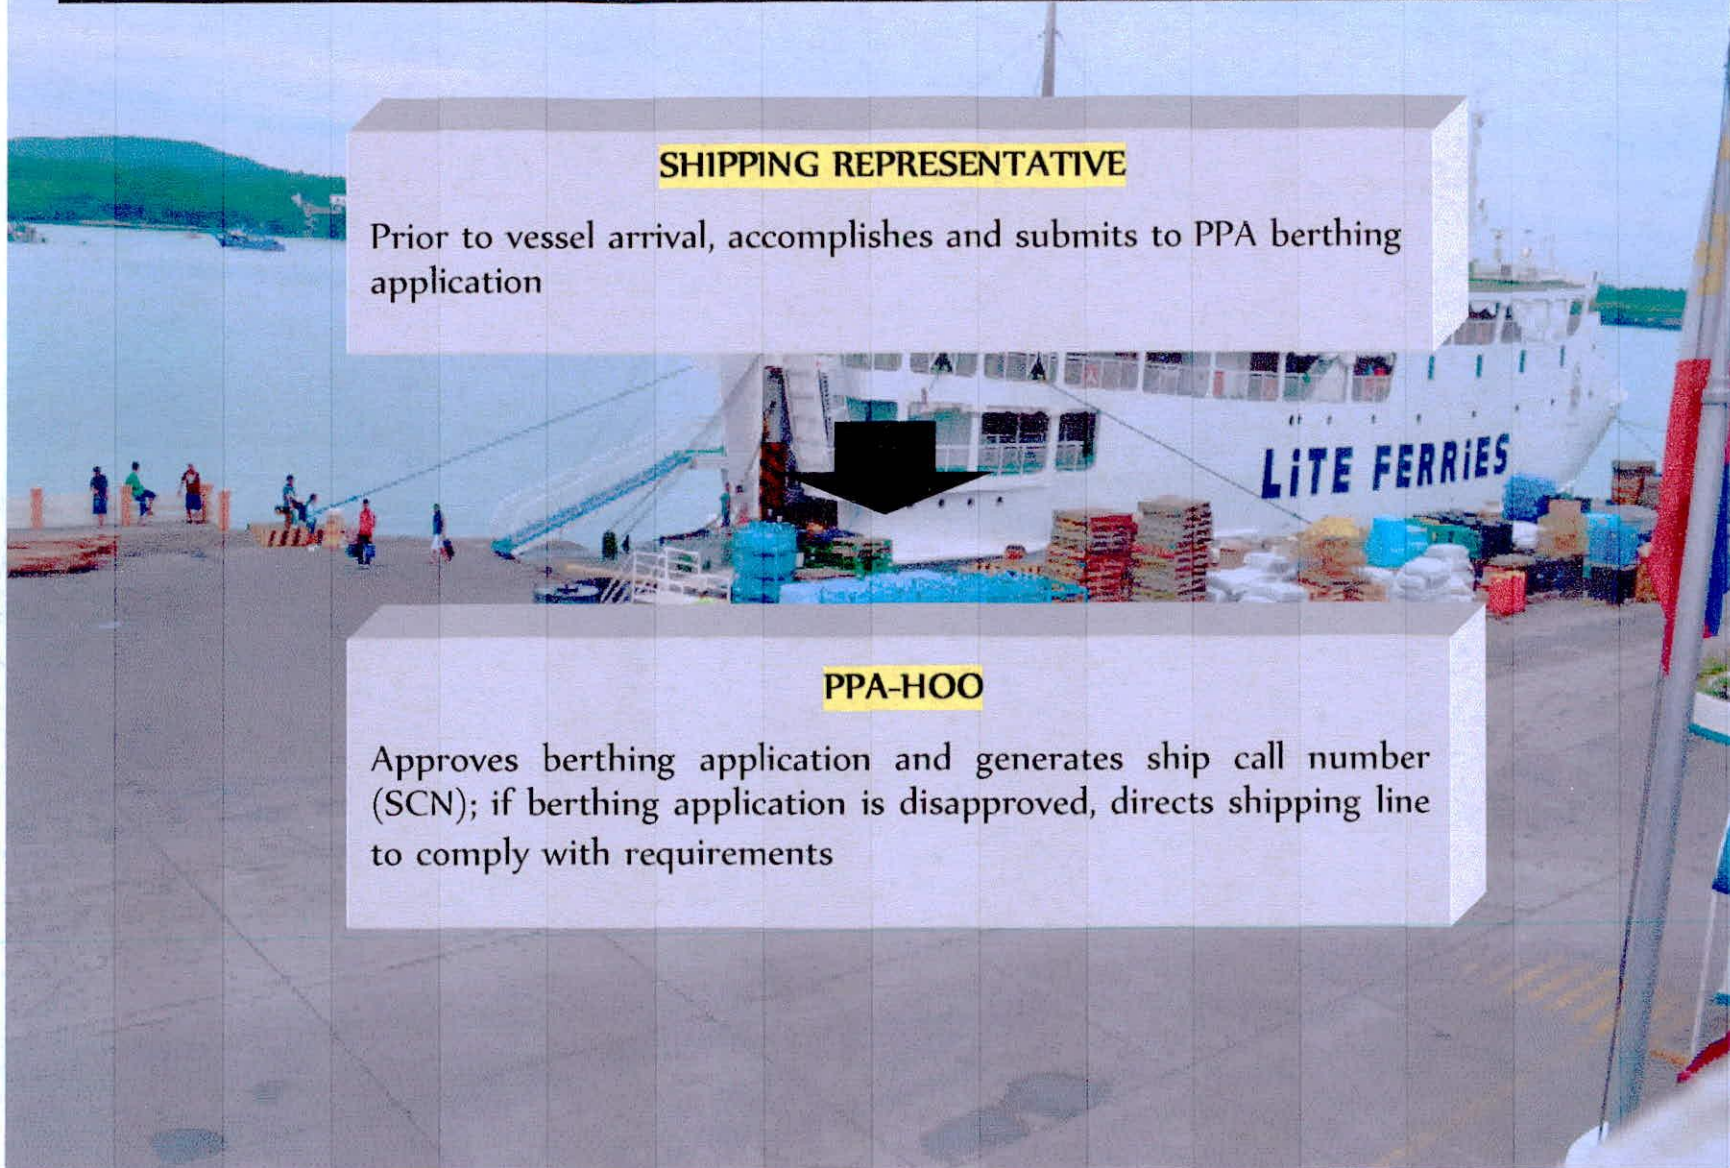 SHIPPING REPRESENTATIVE
Prior to vessel arrival, accomplishes and submits to PPA berthing
application
LiTE FERRiES
PPA-HOO
Approves berthing application and generates ship call number
(SCN); if berthing application is disapproved, directs shipping line
to comply with requirements